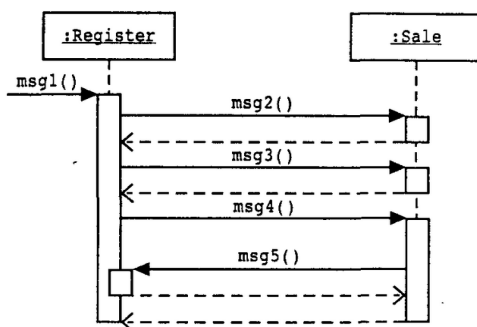 :Register
:Sale
msg1()
msg2()
msg3()
msg4()
msg5()